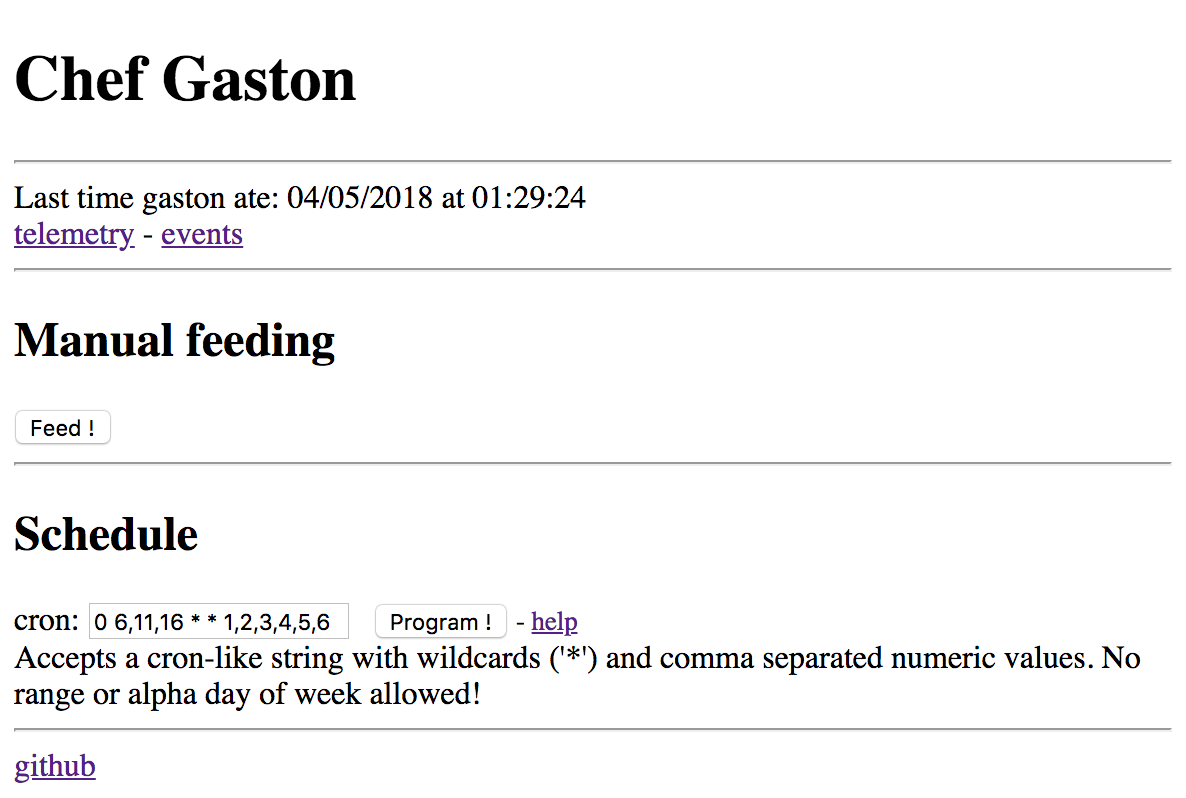 Chef Gaston
Last time gaston ate: 04/05/2018 at 01:29:24
telemetry - events
Manual feeding
Feed !
Schedule
cron: 0 6,11,16 * * 1,2,3,4,5,6 Program ! - help
Accepts a cron-like string with wildcards ('*') and comma separated numeric values. No
range or alpha day of week allowed!
github